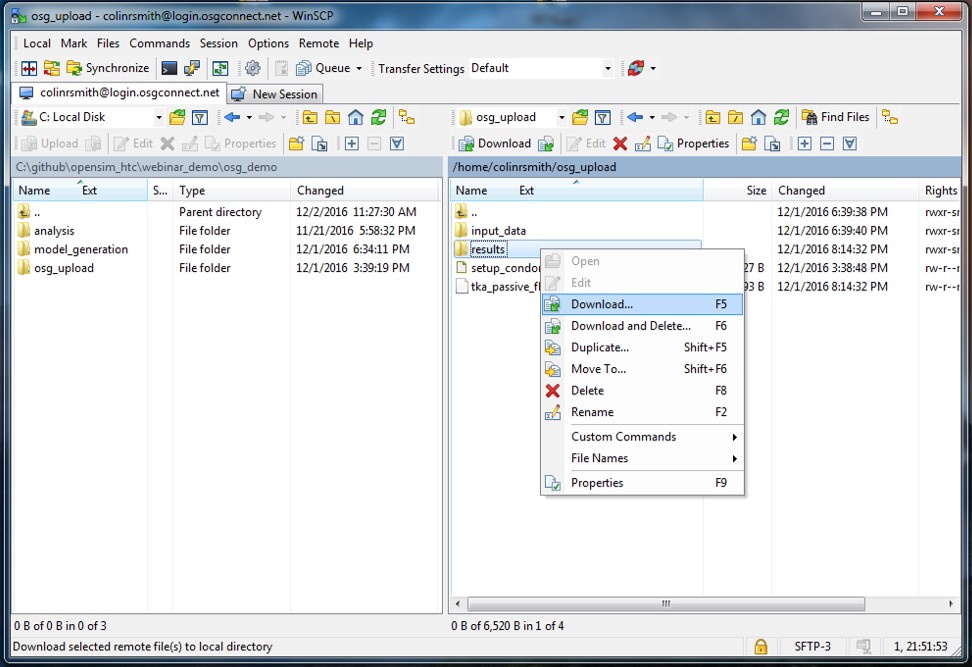 osg_upload - colinrsmith@login.osgconnect.net - WinSCP
Local Mark Files Commands Session Options Remote Help
Synchronize Queue Transfer Settings Default
colinrsmith@login.osgconnect.net New Session
C: Local Disk osg_upload Find Files
Upload Edit Properties Download Edit Properties
C:\github\opensim_htc\webinar_demo\osg_demo /home/colinrsmith/osg_upload
Name Ext S... Type Changed Name Ext Size Changed Rights
.. Parent directory 12/2/2016 11:27:30 AM .. 12/1/2016 6:39:38 PM rwxr-sr
analysis File folder 11/21/2016 5:58:32 PM input_data 12/1/2016 6:39:40 PM rwxr-sr
model_generation File folder 12/1/2016 6:34:11 PM results 12/1/2016 8:14:32 PM rwxr-sr
osg_upload File folder 12/1/2016 3:39:19 PM setup_condo 27 B 12/1/2016 3:38:48 PM rw-r--r
tka_passive_fl 93 B 12/1/2016 8:14:32 PM rw-r--r
Open
Edit
Download... F5
Download and Delete... F6
Duplicate... Shift+F5
Move To... Shift+F6
Delete F8
Rename F2
Custom Commands
File Names
Properties F9
0 B of 0 B in 0 of 3 0 B of 6,520 B in 1 of 4
Download selected remote file(s) to local directory SFTP-3 1, 21:51:53